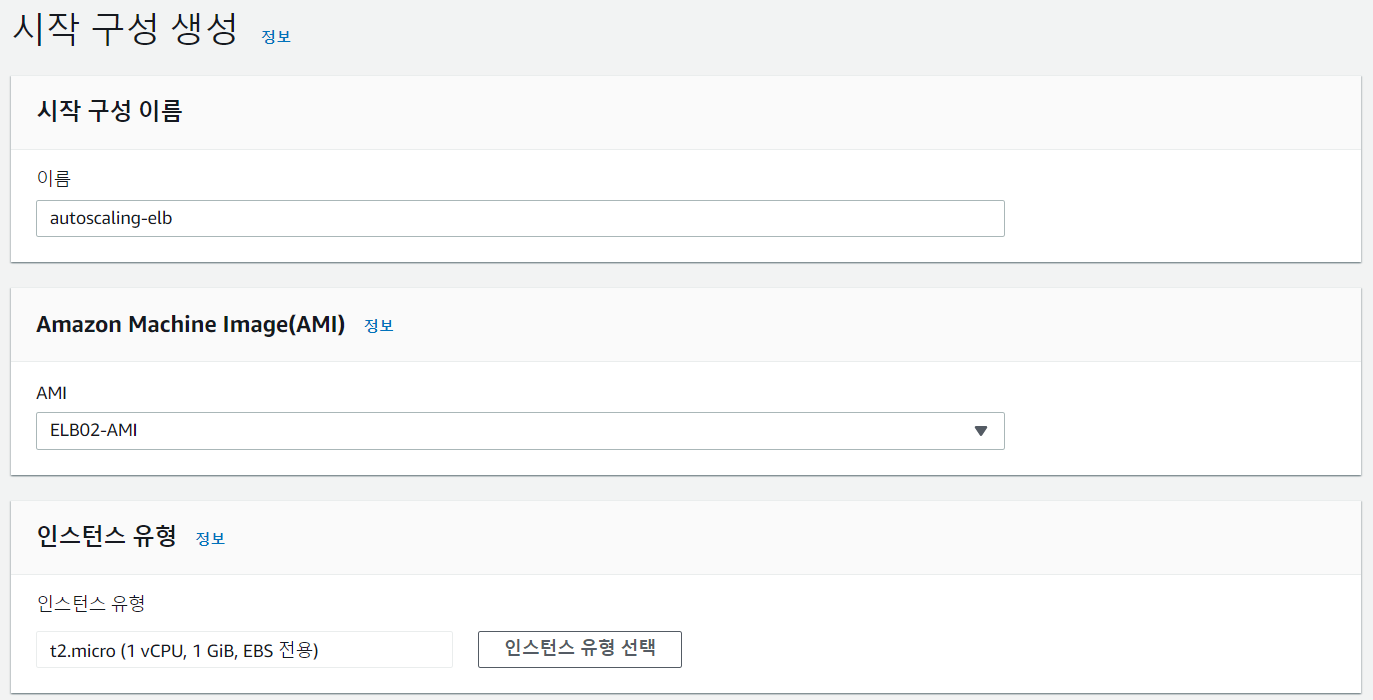 시작 구성 생성 정보
시작 구성 이름
이름
autoscaling-elb
Amazon Machine Image(AMI) 정보
AMI
ELB02-AMI
인스턴스 유형 정보
인스턴스 유형
t2.micro (1 vCPU, 1 GiB, EBS 전용) 인스턴스 유형 선택